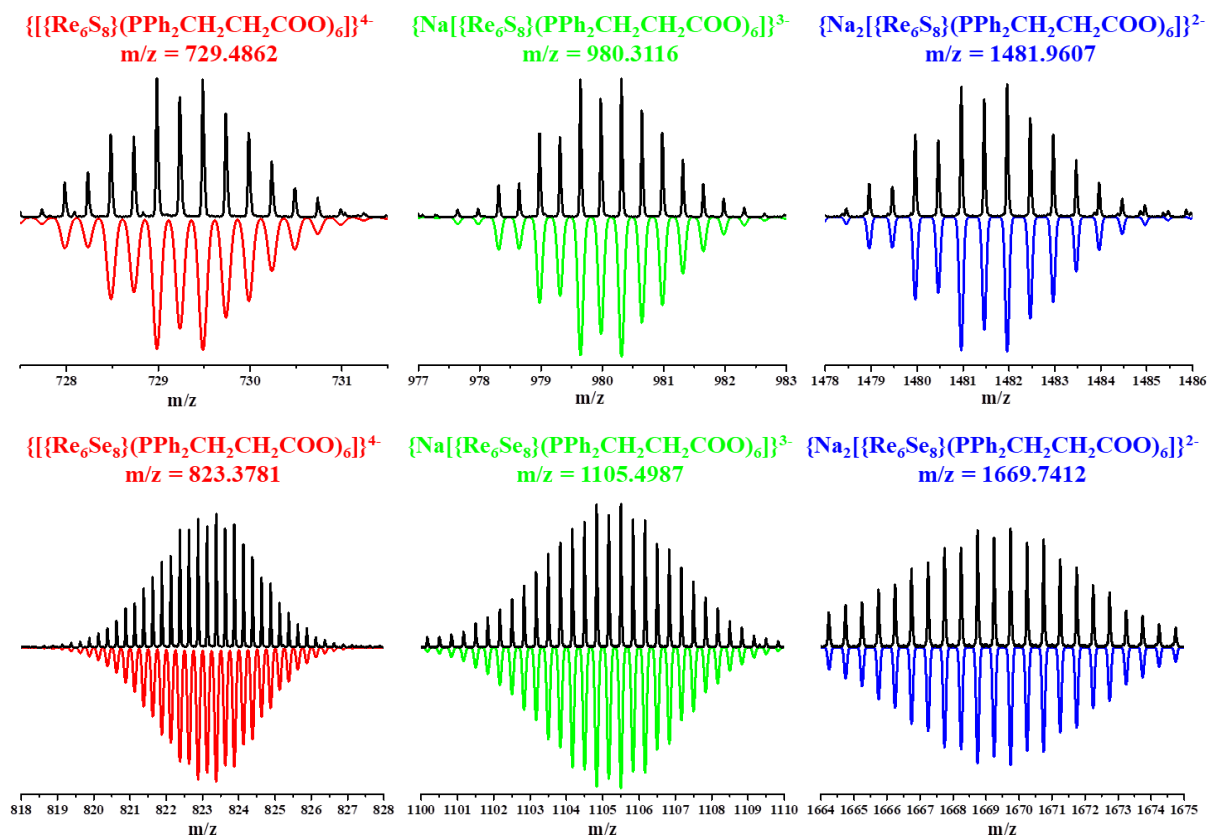 {[{Re₆S₈}(PPh₂CH₂CH₂COO)₆]}⁴⁻
m/z = 729.4862
{Na[{Re₆S₈}(PPh₂CH₂CH₂COO)₆]}³⁻
m/z = 980.3116
{Na₂[{Re₆S₈}(PPh₂CH₂CH₂COO)₆]}²⁻
m/z = 1481.9607
728 729 730 731
m/z
977 978 979 980 981 982 983
m/z
1478 1479 1480 1481 1482 1483 1484 1485 1486
m/z
{[{Re₆Se₈}(PPh₂CH₂CH₂COO)₆]}⁴⁻
m/z = 823.3781
{Na[{Re₆Se₈}(PPh₂CH₂CH₂COO)₆]}³⁻
m/z = 1105.4987
{Na₂[{Re₆Se₈}(PPh₂CH₂CH₂COO)₆]}²⁻
m/z = 1669.7412
818 819 820 821 822 823 824 825 826 827 828
m/z
1100 1101 1102 1103 1104 1105 1106 1107 1108 1109 1110
m/z
1664 1665 1666 1667 1668 1669 1670 1671 1672 1673 1674 1675
m/z